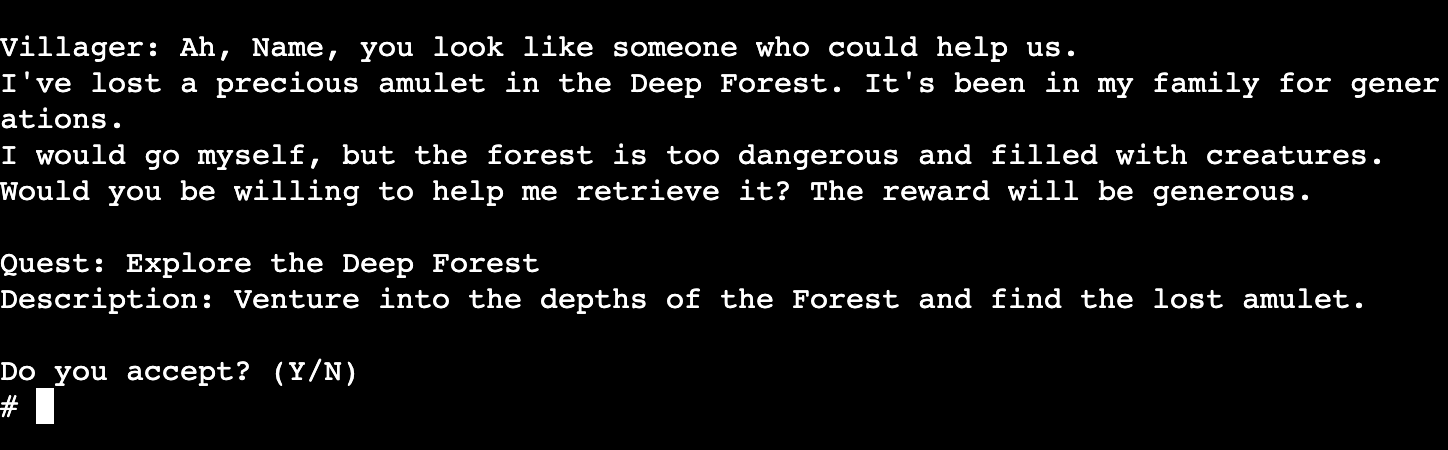 Villager: Ah, Name, you look like someone who could help us.
I've lost a precious amulet in the Deep Forest. It's been in my family for gener
ations.
I would go myself, but the forest is too dangerous and filled with creatures.
Would you be willing to help me retrieve it? The reward will be generous.
Quest: Explore the Deep Forest
Description: Venture into the depths of the Forest and find the lost amulet.
Do you accept? (Y/N)
#